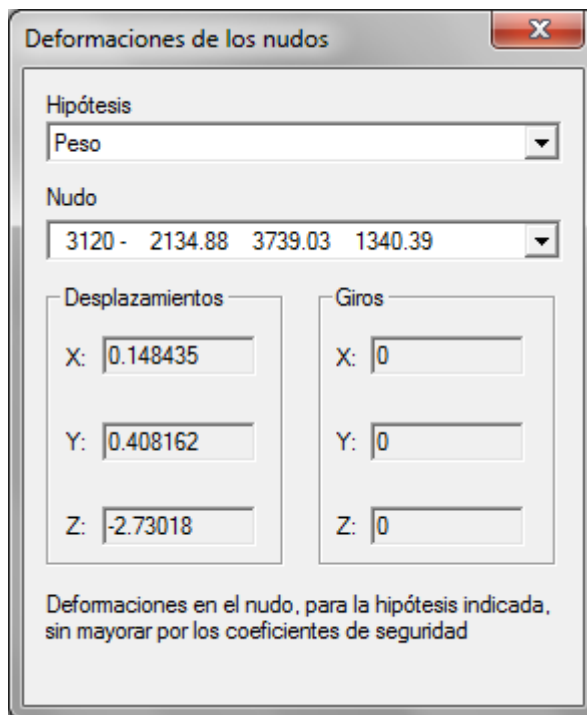 Deformaciones de los nudos
Hipótesis
Peso
Nudo
3120 - 2134.88 3739.03 1340.39
Desplazamientos
X: 0.148435
Y: 0.408162
Z: -2.73018
Giros
X: 0
Y: 0
Z: 0
Deformaciones en el nudo, para la hipótesis indicada,
sin mayorar por los coeficientes de seguridad